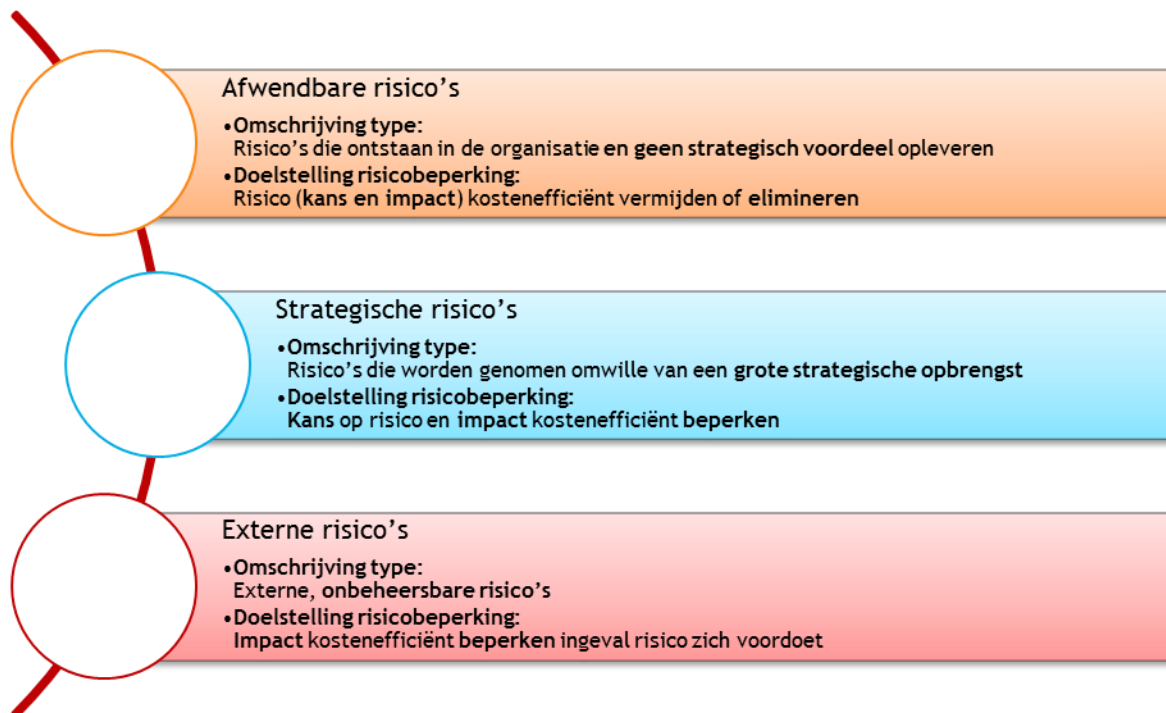 Afwendbare risico’s
•Omschrijving type:
Risico’s die ontstaan in de organisatie en geen strategisch voordeel opleveren
•Doelstelling risicobeperking:
Risico (kans en impact) kostenefficiënt vermijden of elimineren
Strategische risico’s
•Omschrijving type:
Risico’s die worden genomen omwille van een grote strategische opbrengst
•Doelstelling risicobeperking:
Kans op risico en impact kostenefficiënt beperken
Externe risico’s
•Omschrijving type:
Externe, onbeheersbare risico’s
•Doelstelling risicobeperking:
Impact kostenefficiënt beperken ingeval risico zich voordoet